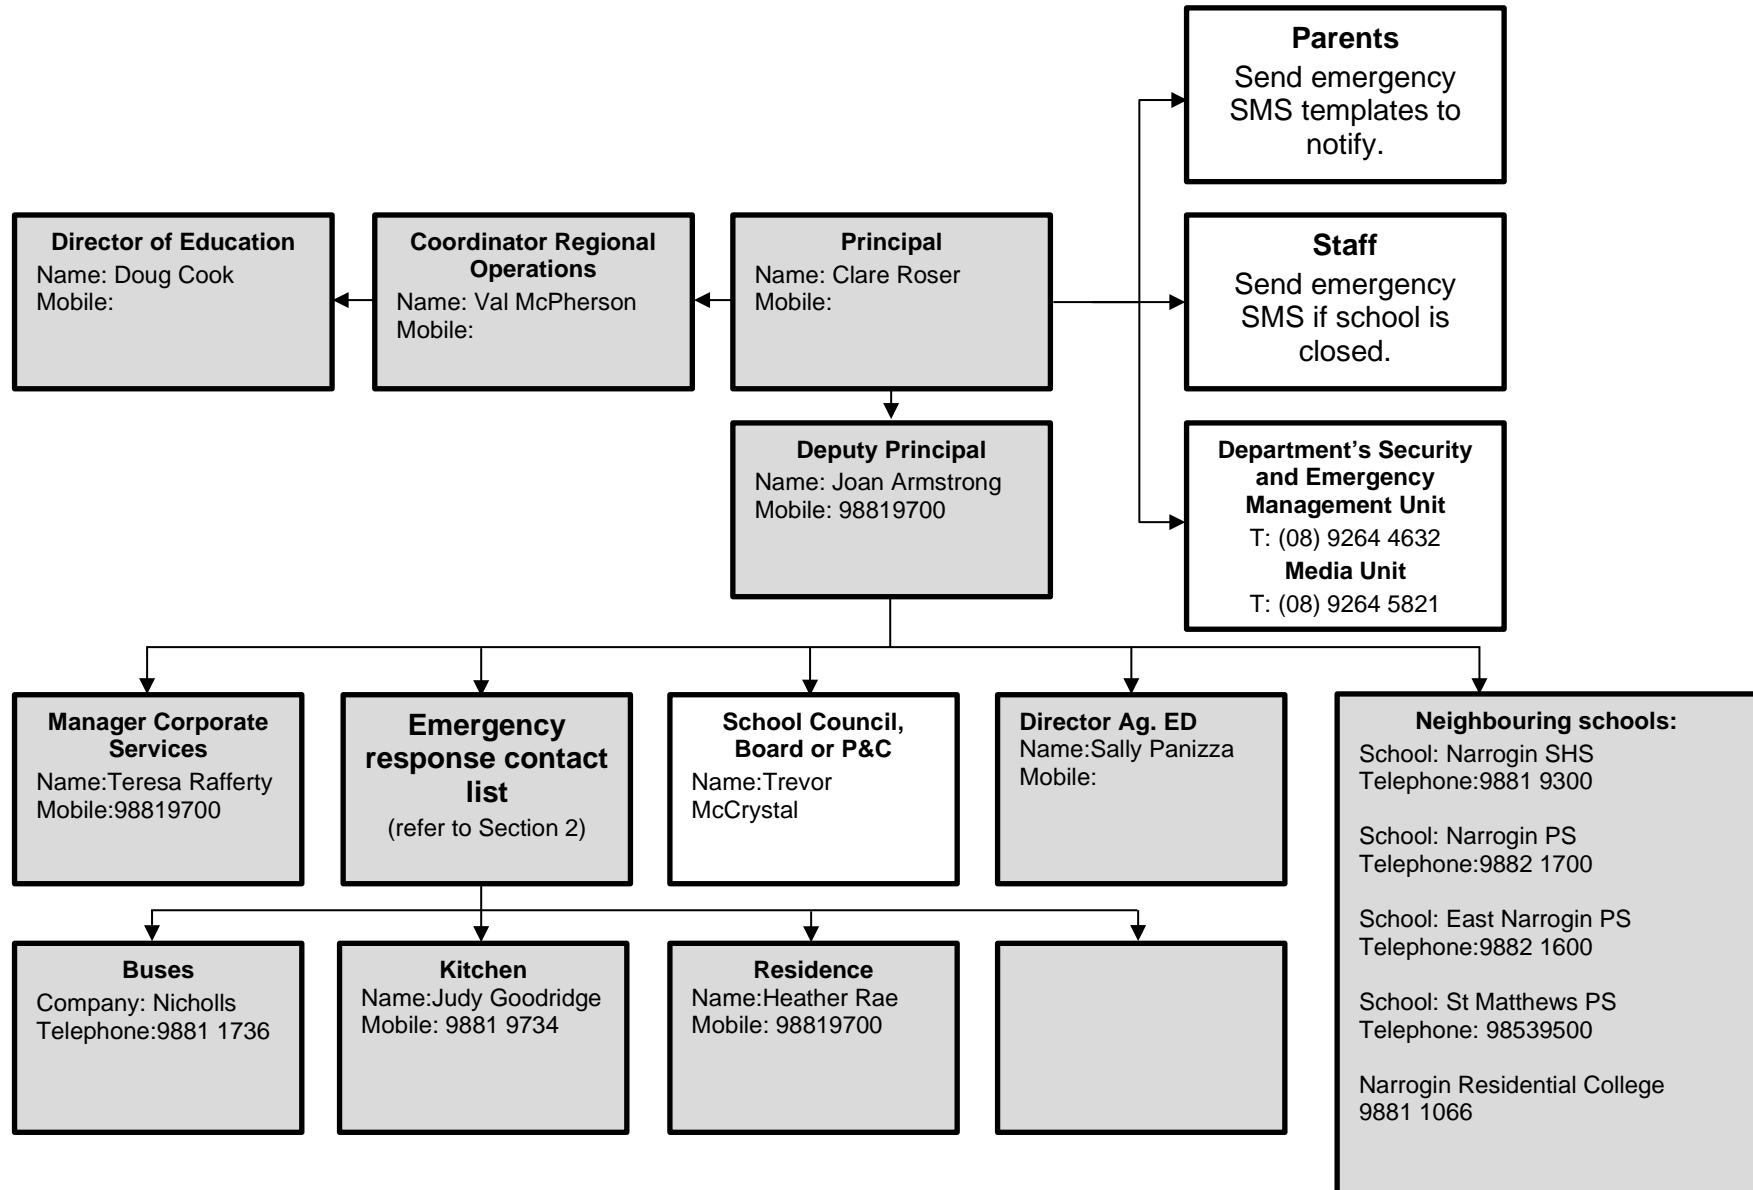 Parents
Send emergency
SMS templates to
notify.
Director of Education
Name: Doug Cook
Mobile:
Coordinator Regional
Operations
Name: Val McPherson
Mobile:
Principal
Name: Clare Roser
Mobile:
Staff
Send emergency
SMS if school is
closed.
Deputy Principal
Name: Joan Armstrong
Mobile: 98819700
Department’s Security
and Emergency
Management Unit
T: (08) 9264 4632
Media Unit
T: (08) 9264 5821
Manager Corporate
Services
Name:Teresa Rafferty
Mobile:98819700
Emergency
response contact
list
(refer to Section 2)
School Council,
Board or P&C
Name:Trevor
McCrystal
Director Ag. ED
Name:Sally Panizza
Mobile:
Neighbouring schools:
School: Narrogin SHS
Telephone:9881 9300
School: Narrogin PS
Telephone:9882 1700
School: East Narrogin PS
Telephone:9882 1600
School: St Matthews PS
Telephone: 98539500
Narrogin Residential College
9881 1066
Buses
Company: Nicholls
Telephone:9881 1736
Kitchen
Name:Judy Goodridge
Mobile: 9881 9734
Residence
Name:Heather Rae
Mobile: 98819700